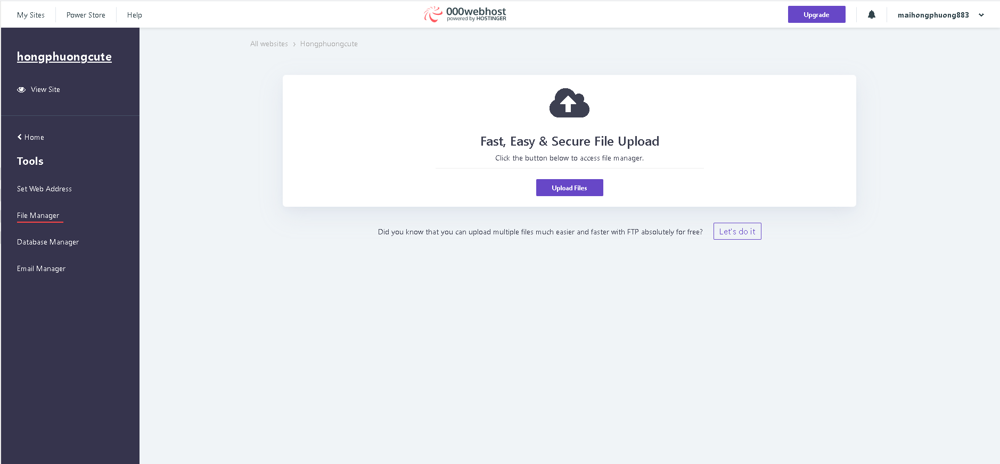 My Sites
Power Store
Help
000webhost
powered by HOSTINGER
Upgrade
maihongphuong883
hongphuongcute
View Site
Home
Tools
Set Web Address
File Manager
Database Manager
Email Manager
All websites › Hongphuongcute
Fast, Easy & Secure File Upload
Click the button below to access file manager.
Upload Files
Did you know that you can upload multiple files much easier and faster with FTP absolutely for free?
Let's do it